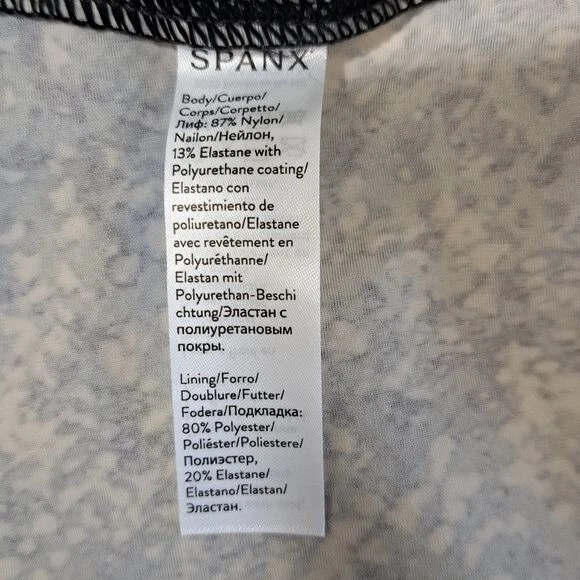 SPANX
Body/Cuerpo/
Corps/Corpetto/
Лиф: 87% Nylon/
Nailon/Нейлон,
13% Elastane with
Polyurethane coating/
Elastano con
revestimiento de
poliuretano/Elastane
avec revêtement en
Polyuréthanne/
Elastan mit
Polyurethan-Beschi
chtung/Эластан с
полиуретановым
покры.
Lining/Forro/
Doublure/Futter/
Fodera/Подкладка:
80% Polyester/
Poliéster/Poliestere/
Полиэстер,
20% Elastane/
Elastano/Elastan/
Эластан.